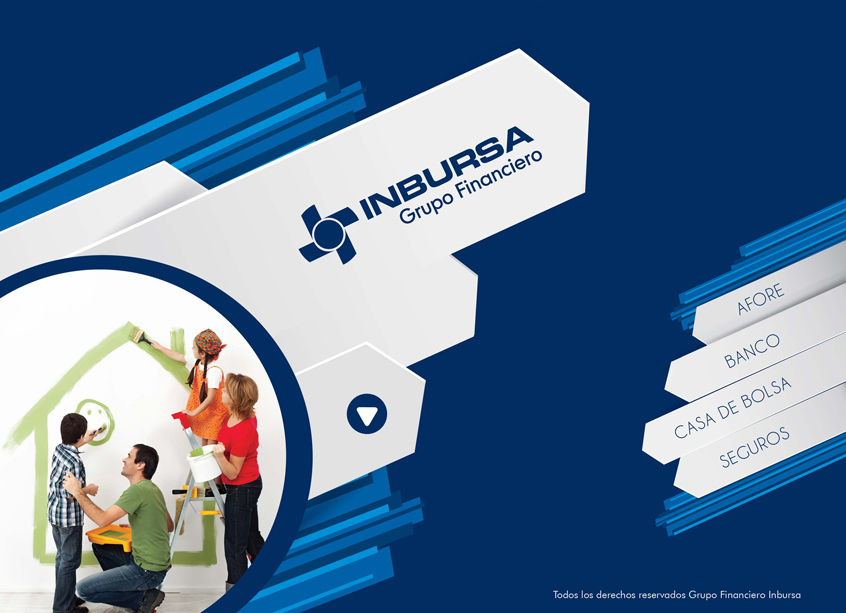 INBURSA
Grupo Financiero
AFORE
BANCO
CASA DE BOLSA
SEGUROS
Todos los derechos reservados Grupo Financiero Inbursa